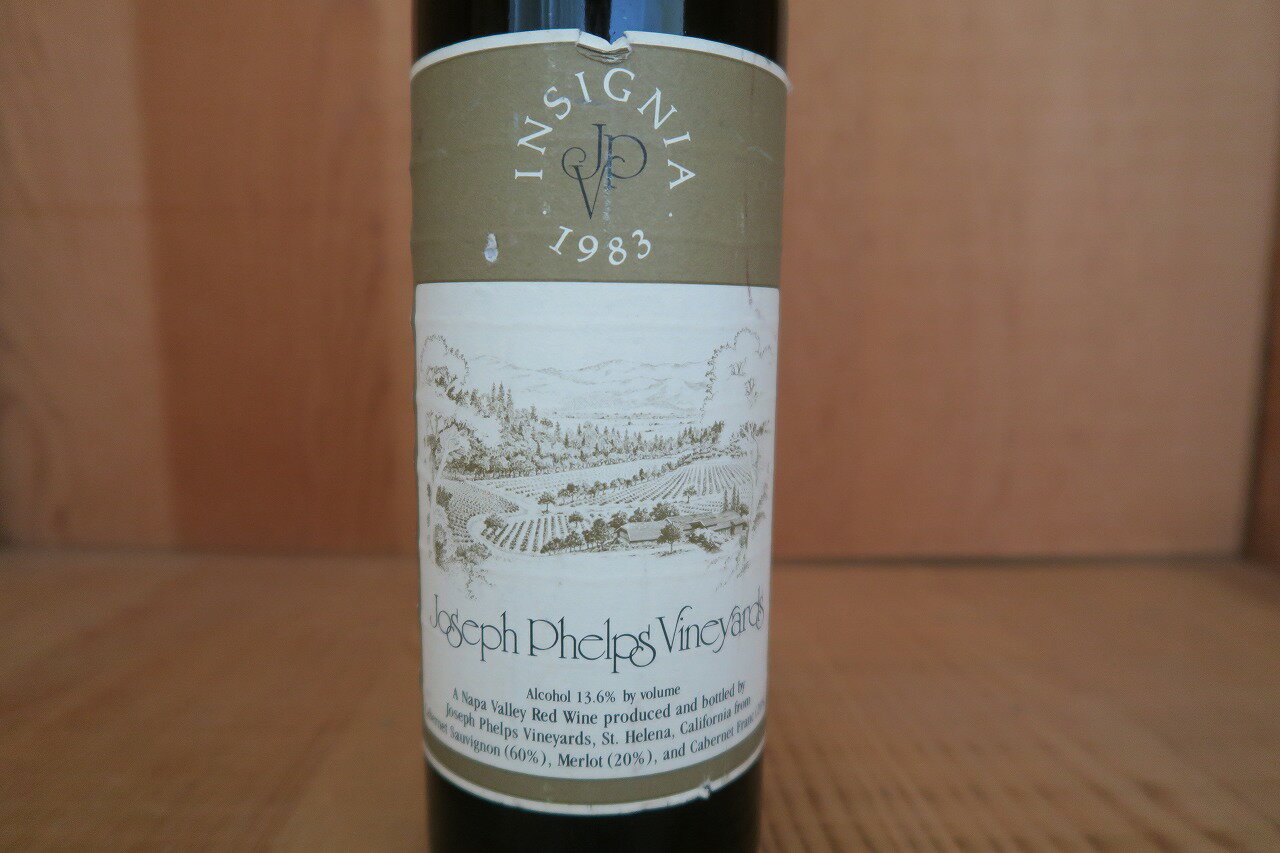 INSIGNIA
JPV
· 1983 ·
Joseph Phelps Vineyards
Alcohol 13.6% by volume
A Napa Valley Red Wine produced and bottled by
Joseph Phelps Vineyards, St. Helena, California from
Sauvignon (60%), Merlot (20%), and Cabernet Franc